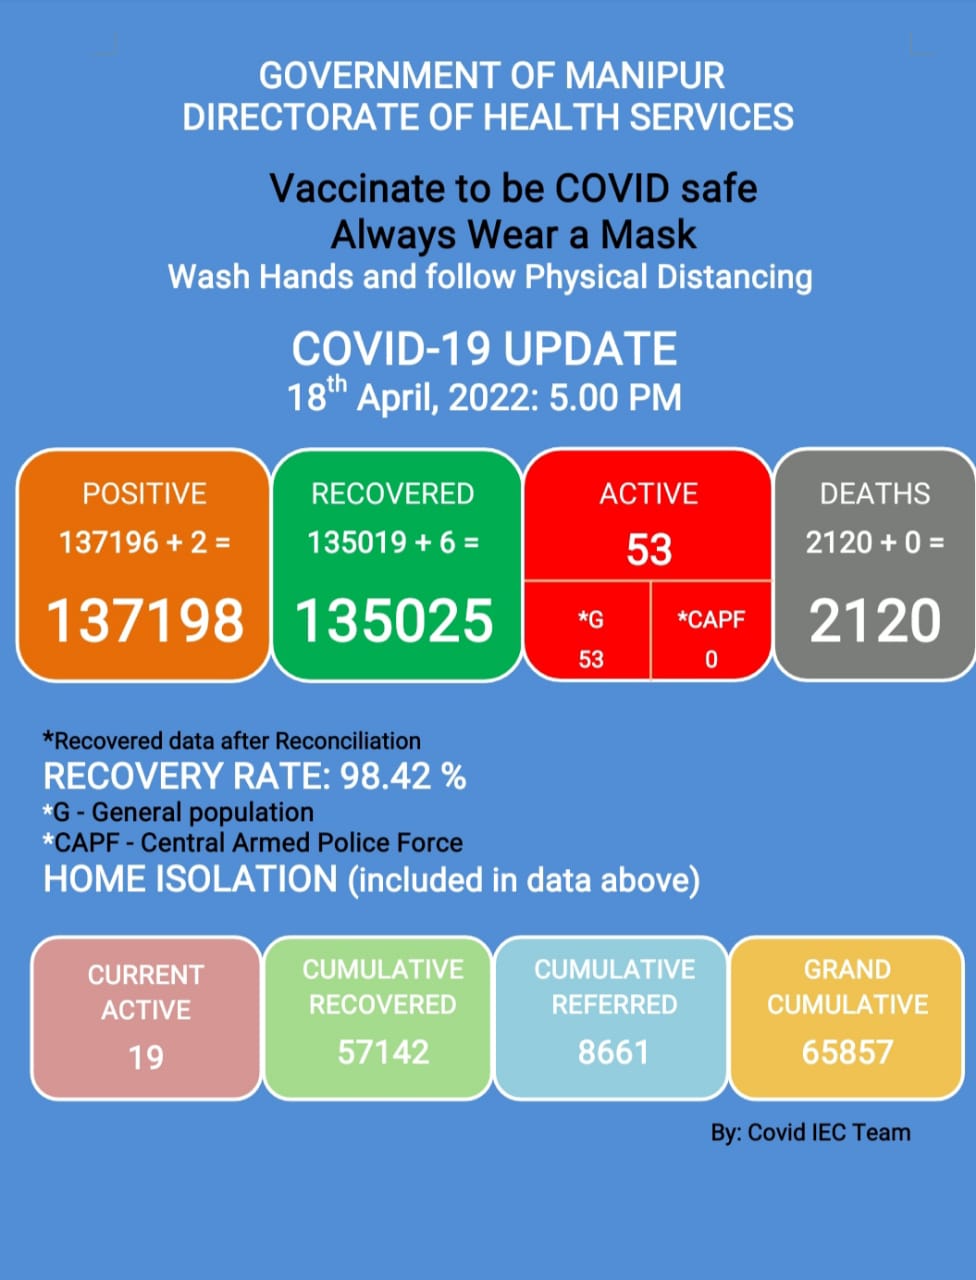 GOVERNMENT OF MANIPUR
DIRECTORATE OF HEALTH SERVICES
Vaccinate to be COVID safe
Always Wear a Mask
Wash Hands and follow Physical Distancing
COVID-19 UPDATE
18th April, 2022: 5.00 PM
POSITIVE
137196 + 2 =
137198
RECOVERED
135019 + 6 =
135025
ACTIVE
53
*G
53
*CAPF
0
DEATHS
2120 + 0 =
2120
*Recovered data after Reconciliation
RECOVERY RATE: 98.42 %
*G - General population
*CAPF - Central Armed Police Force
HOME ISOLATION (included in data above)
CURRENT
ACTIVE
19
CUMULATIVE
RECOVERED
57142
CUMULATIVE
REFERRED
8661
GRAND
CUMULATIVE
65857
By: Covid IEC Team